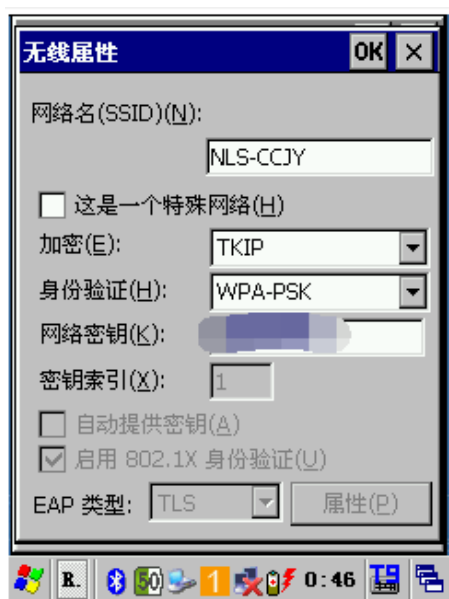 无线属性 OK ×
网络名(SSID)(N):
NLS-CCJY
这是一个特殊网络(H)
加密(E): TKIP
身份验证(H): WPA-PSK
网络密钥(K):
密钥索引(X): 1
自动提供密钥(A)
启用 802.1X 身份验证(U)
EAP 类型: TLS 属性(P)
R. 50 1 0:46 T9